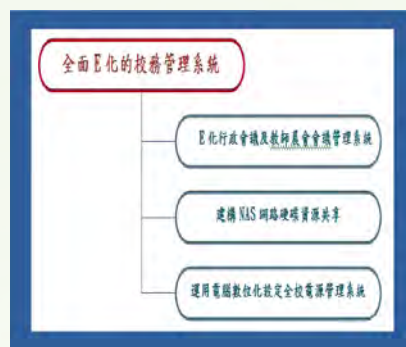 全面E化的校務管理系統
E化行政會議及教師晨會會議管理系統
建構NAS網路硬碟資源共享
運用電腦數位化設定全校電源管理系統